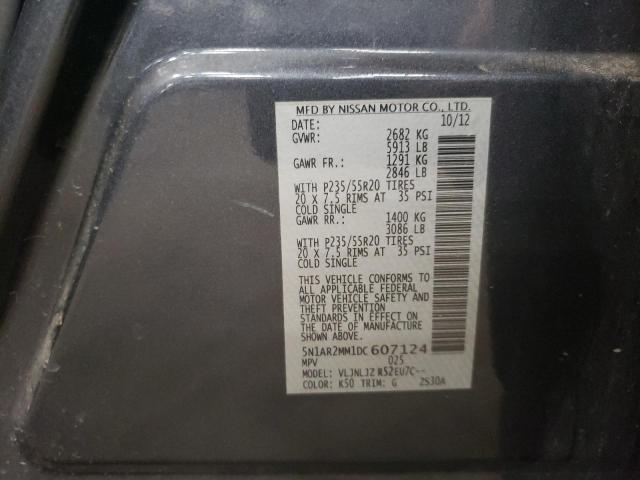 MFD BY NISSAN MOTOR CO., LTD.
DATE: 10/12
GVWR: 2682 KG
5913 LB
GAWR FR.: 1291 KG
2846 LB
WITH P235/55R20 TIRES
20 X 7.5 RIMS AT 35 PSI
COLD SINGLE
GAWR RR.: 1400 KG
3086 LB
WITH P235/55R20 TIRES
20 X 7.5 RIMS AT 35 PSI
COLD SINGLE
THIS VEHICLE CONFORMS TO
ALL APPLICABLE FEDERAL
MOTOR VEHICLE SAFETY AND
THEFT PREVENTION
STANDARDS IN EFFECT ON
THE DATE OF MANUFACTURE
SHOWN ABOVE.
5N1AR2MM1DC607124
MPV 025
MODEL: VLJNLJZ R52EU7C--
COLOR: K50 TRIM: G 2S30A